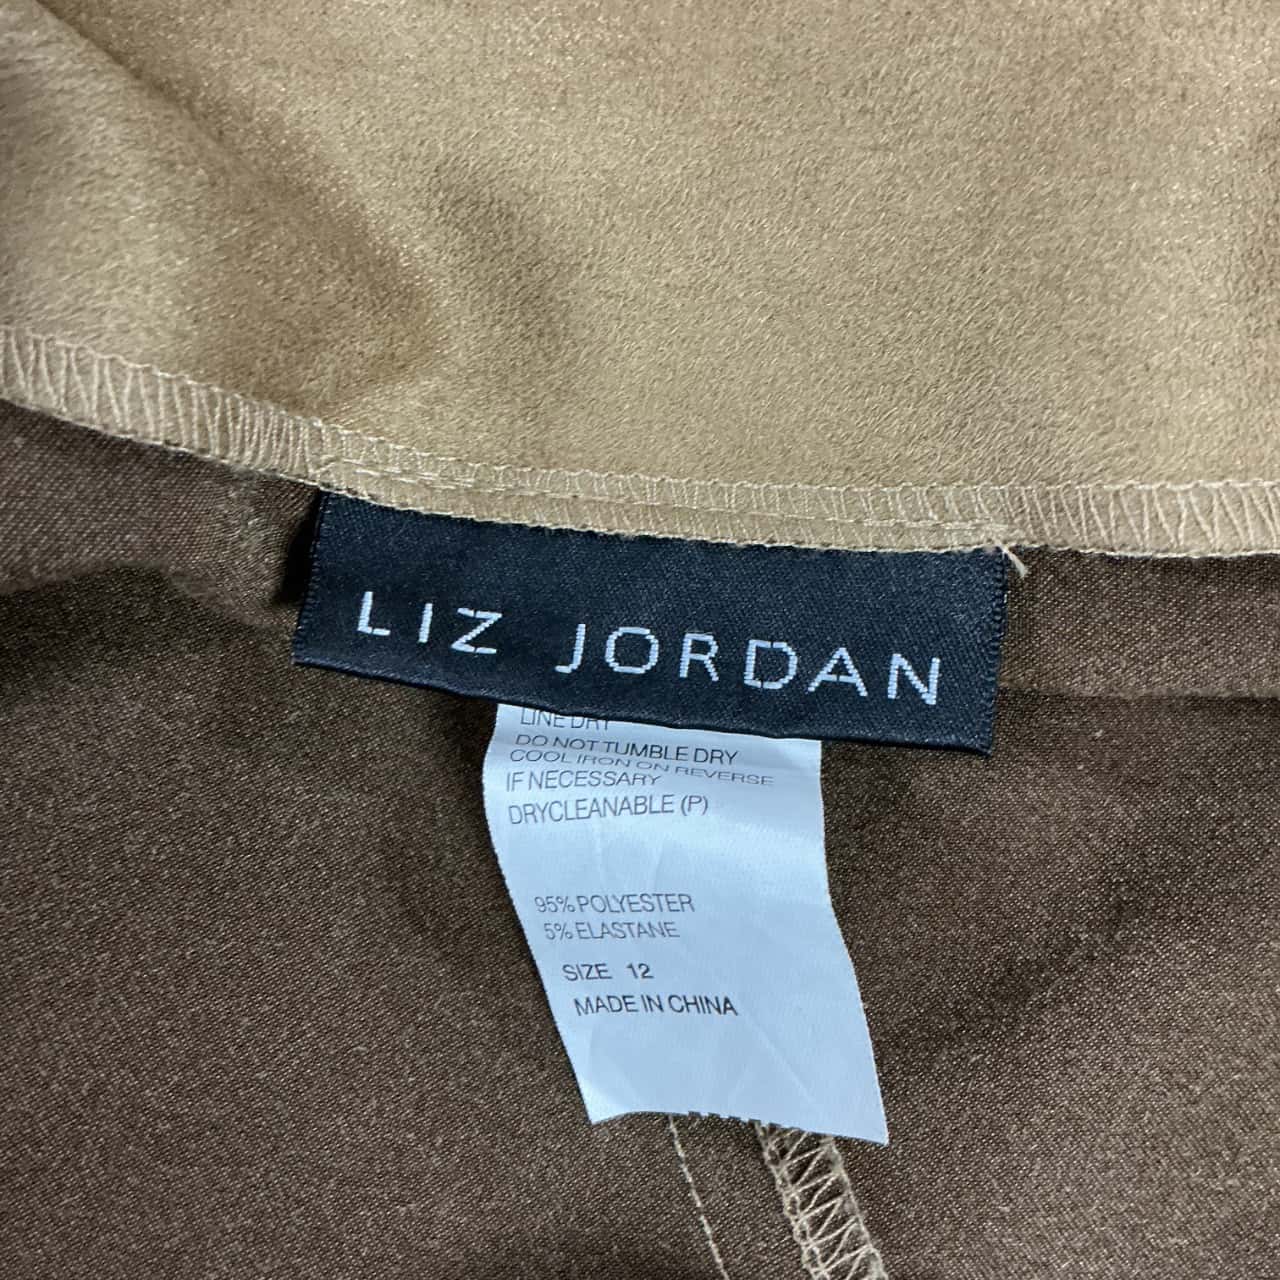 LIZ JORDAN
LINE DRY
DO NOT TUMBLE DRY
COOL IRON ON REVERSE
IF NECESSARY
DRYCLEANABLE (P)
95% POLYESTER
5% ELASTANE
SIZE 12
MADE IN CHINA